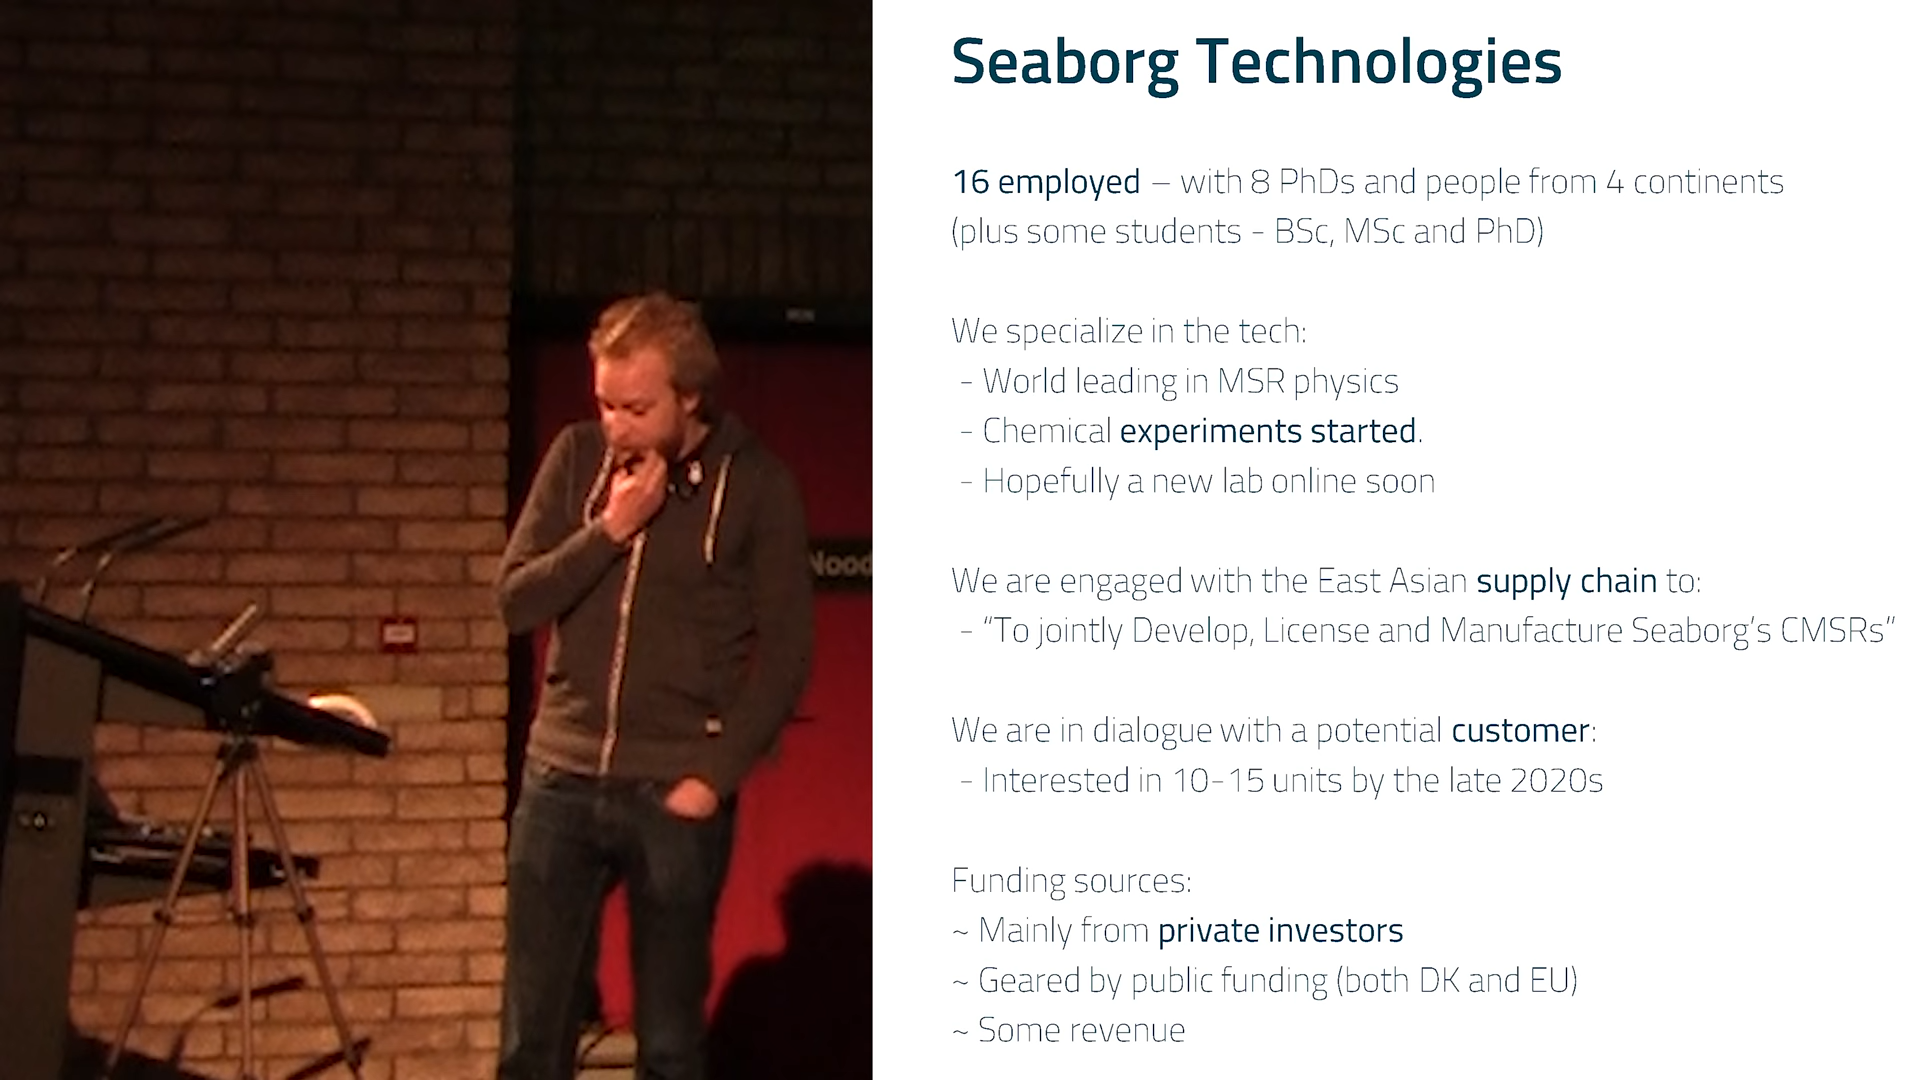 Seaborg Technologies
16 employed – with 8 PhDs and people from 4 continents
(plus some students - BSc, MSc and PhD)
We specialize in the tech:
- World leading in MSR physics
- Chemical experiments started.
- Hopefully a new lab online soon
We are engaged with the East Asian supply chain to:
- “To jointly Develop, License and Manufacture Seaborg’s CMSRs”
We are in dialogue with a potential customer:
- Interested in 10-15 units by the late 2020s
Funding sources:
~ Mainly from private investors
~ Geared by public funding (both DK and EU)
~ Some revenue
Nood